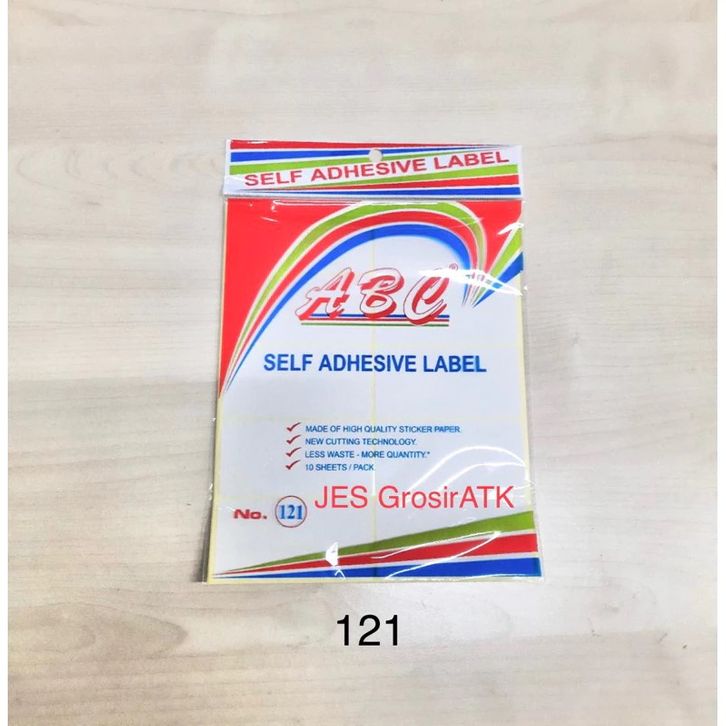 SELF ADHESIVE LABEL
ABC®
SELF ADHESIVE LABEL
MADE OF HIGH QUALITY STICKER PAPER.
NEW CUTTING TECHNOLOGY.
LESS WASTE - MORE QUANTITY.*
10 SHEETS / PACK
JES GrosirATK
No. 121
121